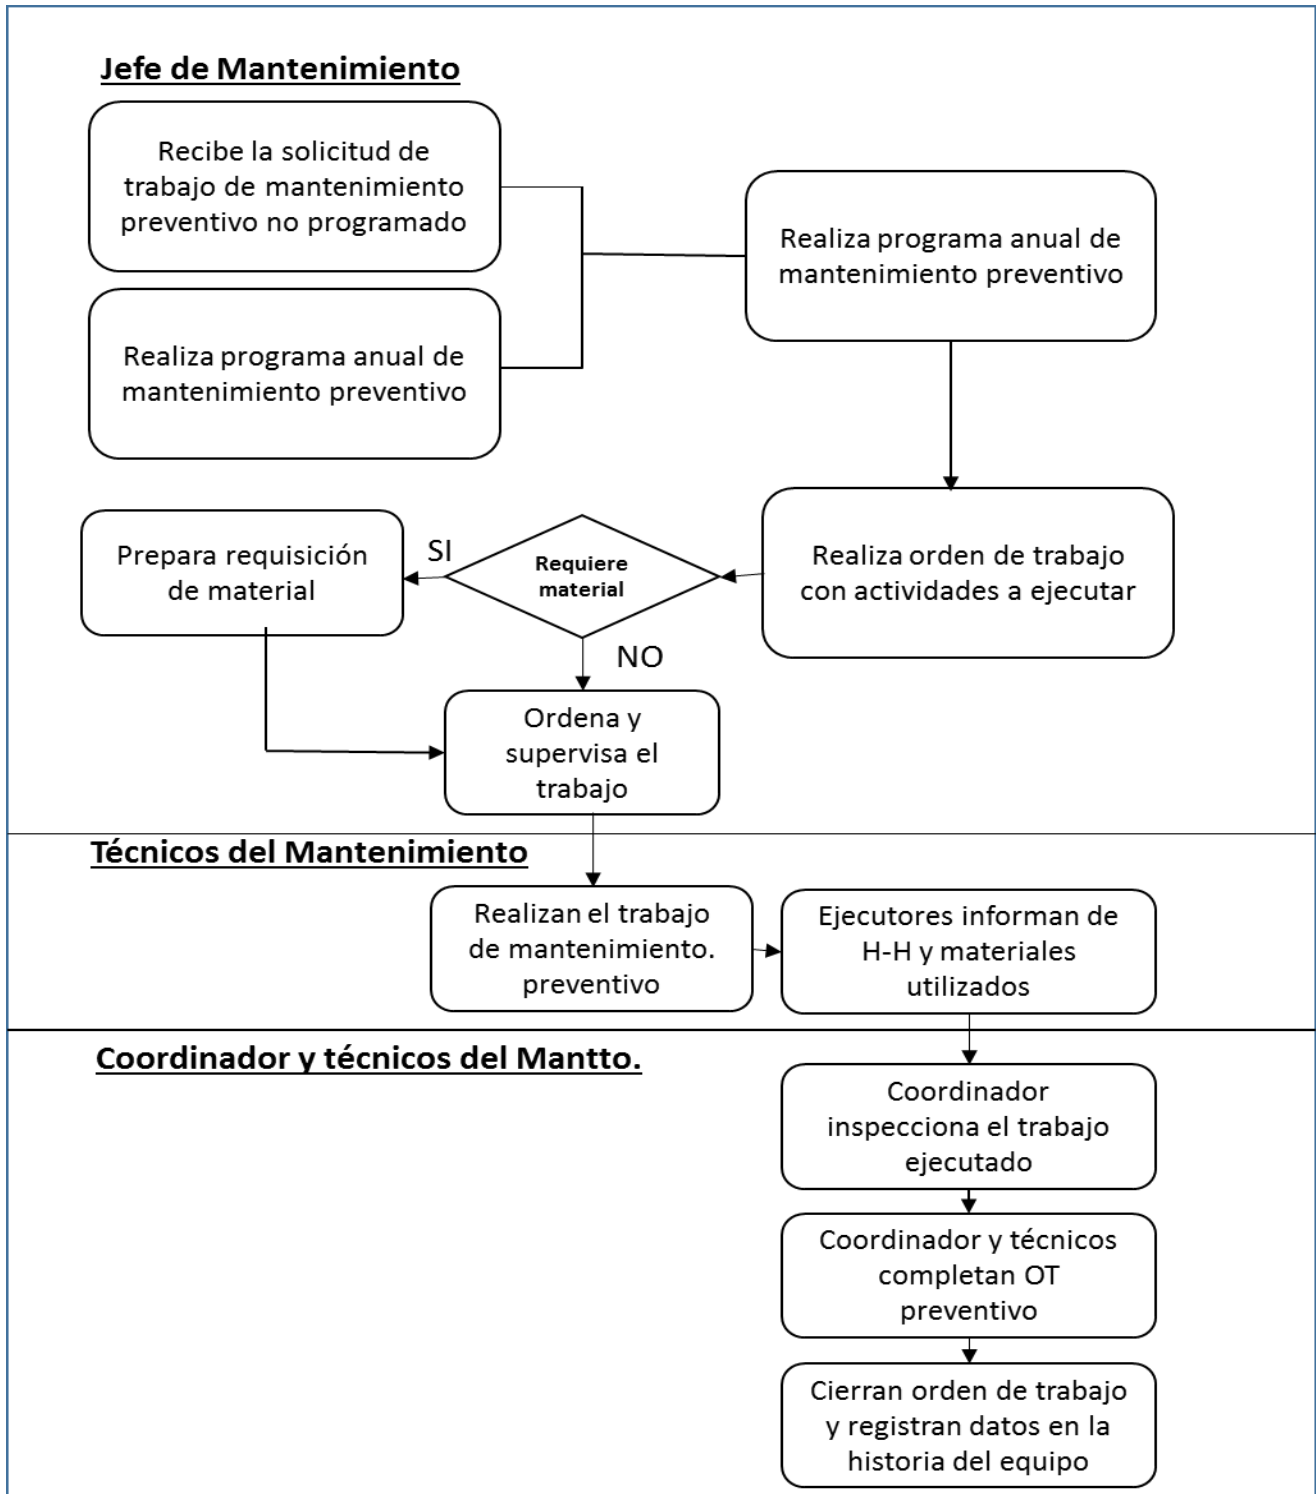 Jefe de Mantenimiento
Recibe la solicitud de
trabajo de mantenimiento
preventivo no programado
Realiza programa anual de
mantenimiento preventivo
Realiza programa anual de
mantenimiento preventivo
Realiza orden de trabajo
con actividades a ejecutar
Requiere
material
SI
Prepara requisición
de material
NO
Ordena y
supervisa el
trabajo
Técnicos del Mantenimiento
Realizan el trabajo
de mantenimiento.
preventivo
Ejecutores informan de
H-H y materiales
utilizados
Coordinador y técnicos del Mantto.
Coordinador
inspecciona el trabajo
ejecutado
Coordinador y técnicos
completan OT
preventivo
Cierran orden de trabajo
y registran datos en la
historia del equipo